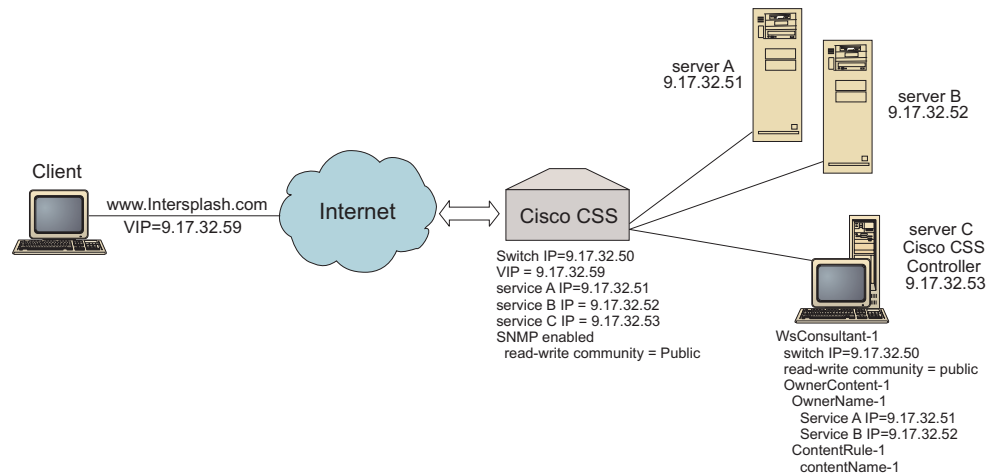 Client
www.Intersplash.com
VIP=9.17.32.59
Internet
Cisco CSS
Switch IP=9.17.32.50
VIP = 9.17.32.59
service A IP=9.17.32.51
service B IP = 9.17.32.52
service C IP = 9.17.32.53
SNMP enabled
read-write community = Public
server A
9.17.32.51
server B
9.17.32.52
server C
Cisco CSS
Controller
9.17.32.53
WsConsultant-1
switch IP=9.17.32.50
read-write community = public
OwnerContent-1
OwnerName-1
Service A IP=9.17.32.51
Service B IP=9.17.32.52
ContentRule-1
contentName-1